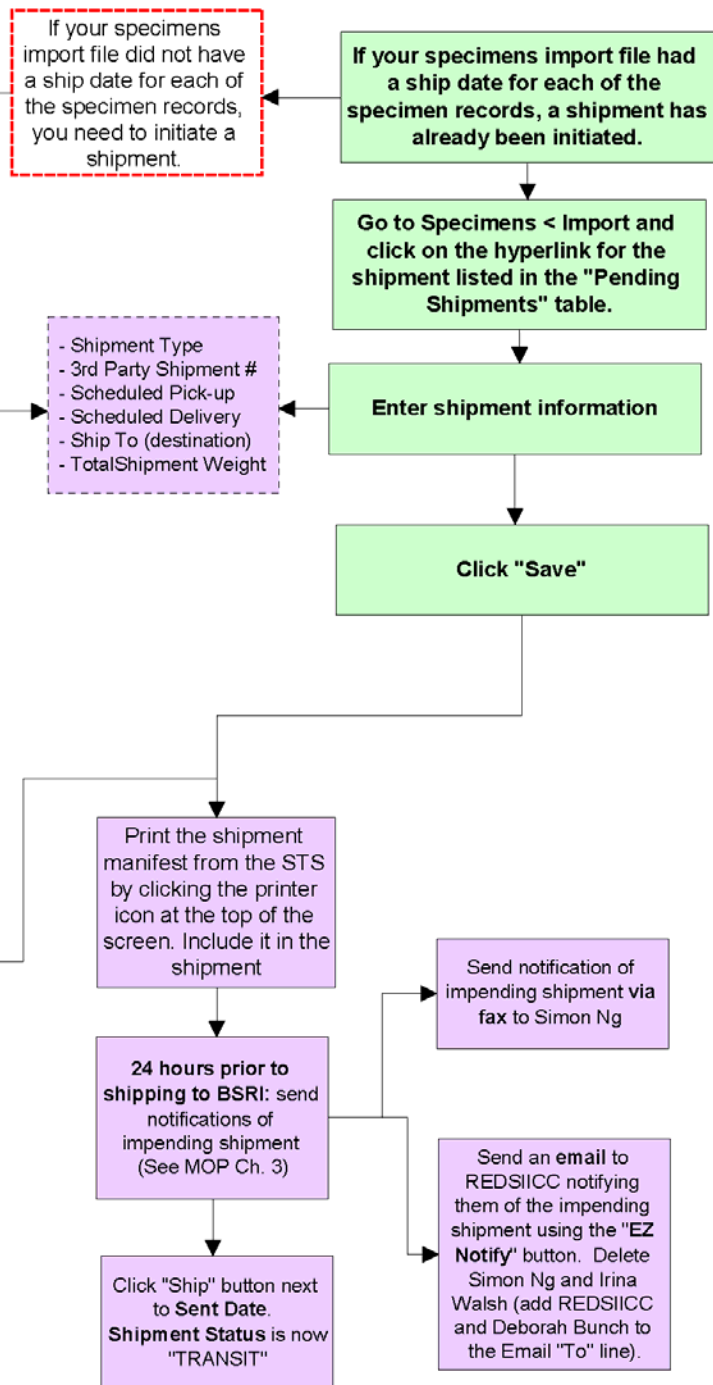 If your specimens
import file did not have
a ship date for each of
the specimen records,
you need to initiate a
shipment.
If your specimens import file had
a ship date for each of the
specimen records, a shipment has
already been initiated.
Go to Specimens < Import and
click on the hyperlink for the
shipment listed in the "Pending
Shipments" table.
- Shipment Type
- 3rd Party Shipment #
- Scheduled Pick-up
- Scheduled Delivery
- Ship To (destination)
- TotalShipment Weight
Enter shipment information
Click "Save"
Print the shipment
manifest from the STS
by clicking the printer
icon at the top of the
screen. Include it in the
shipment
Send notification of
impending shipment via
fax to Simon Ng
24 hours prior to
shipping to BSRI: send
notifications of
impending shipment
(See MOP Ch. 3)
Send an email to
REDSIICC notifying
them of the impending
shipment using the "EZ
Notify" button. Delete
Simon Ng and Irina
Walsh (add REDSIICC
and Deborah Bunch to
the Email "To" line).
Click "Ship" button next
to Sent Date.
Shipment Status is now
"TRANSIT"